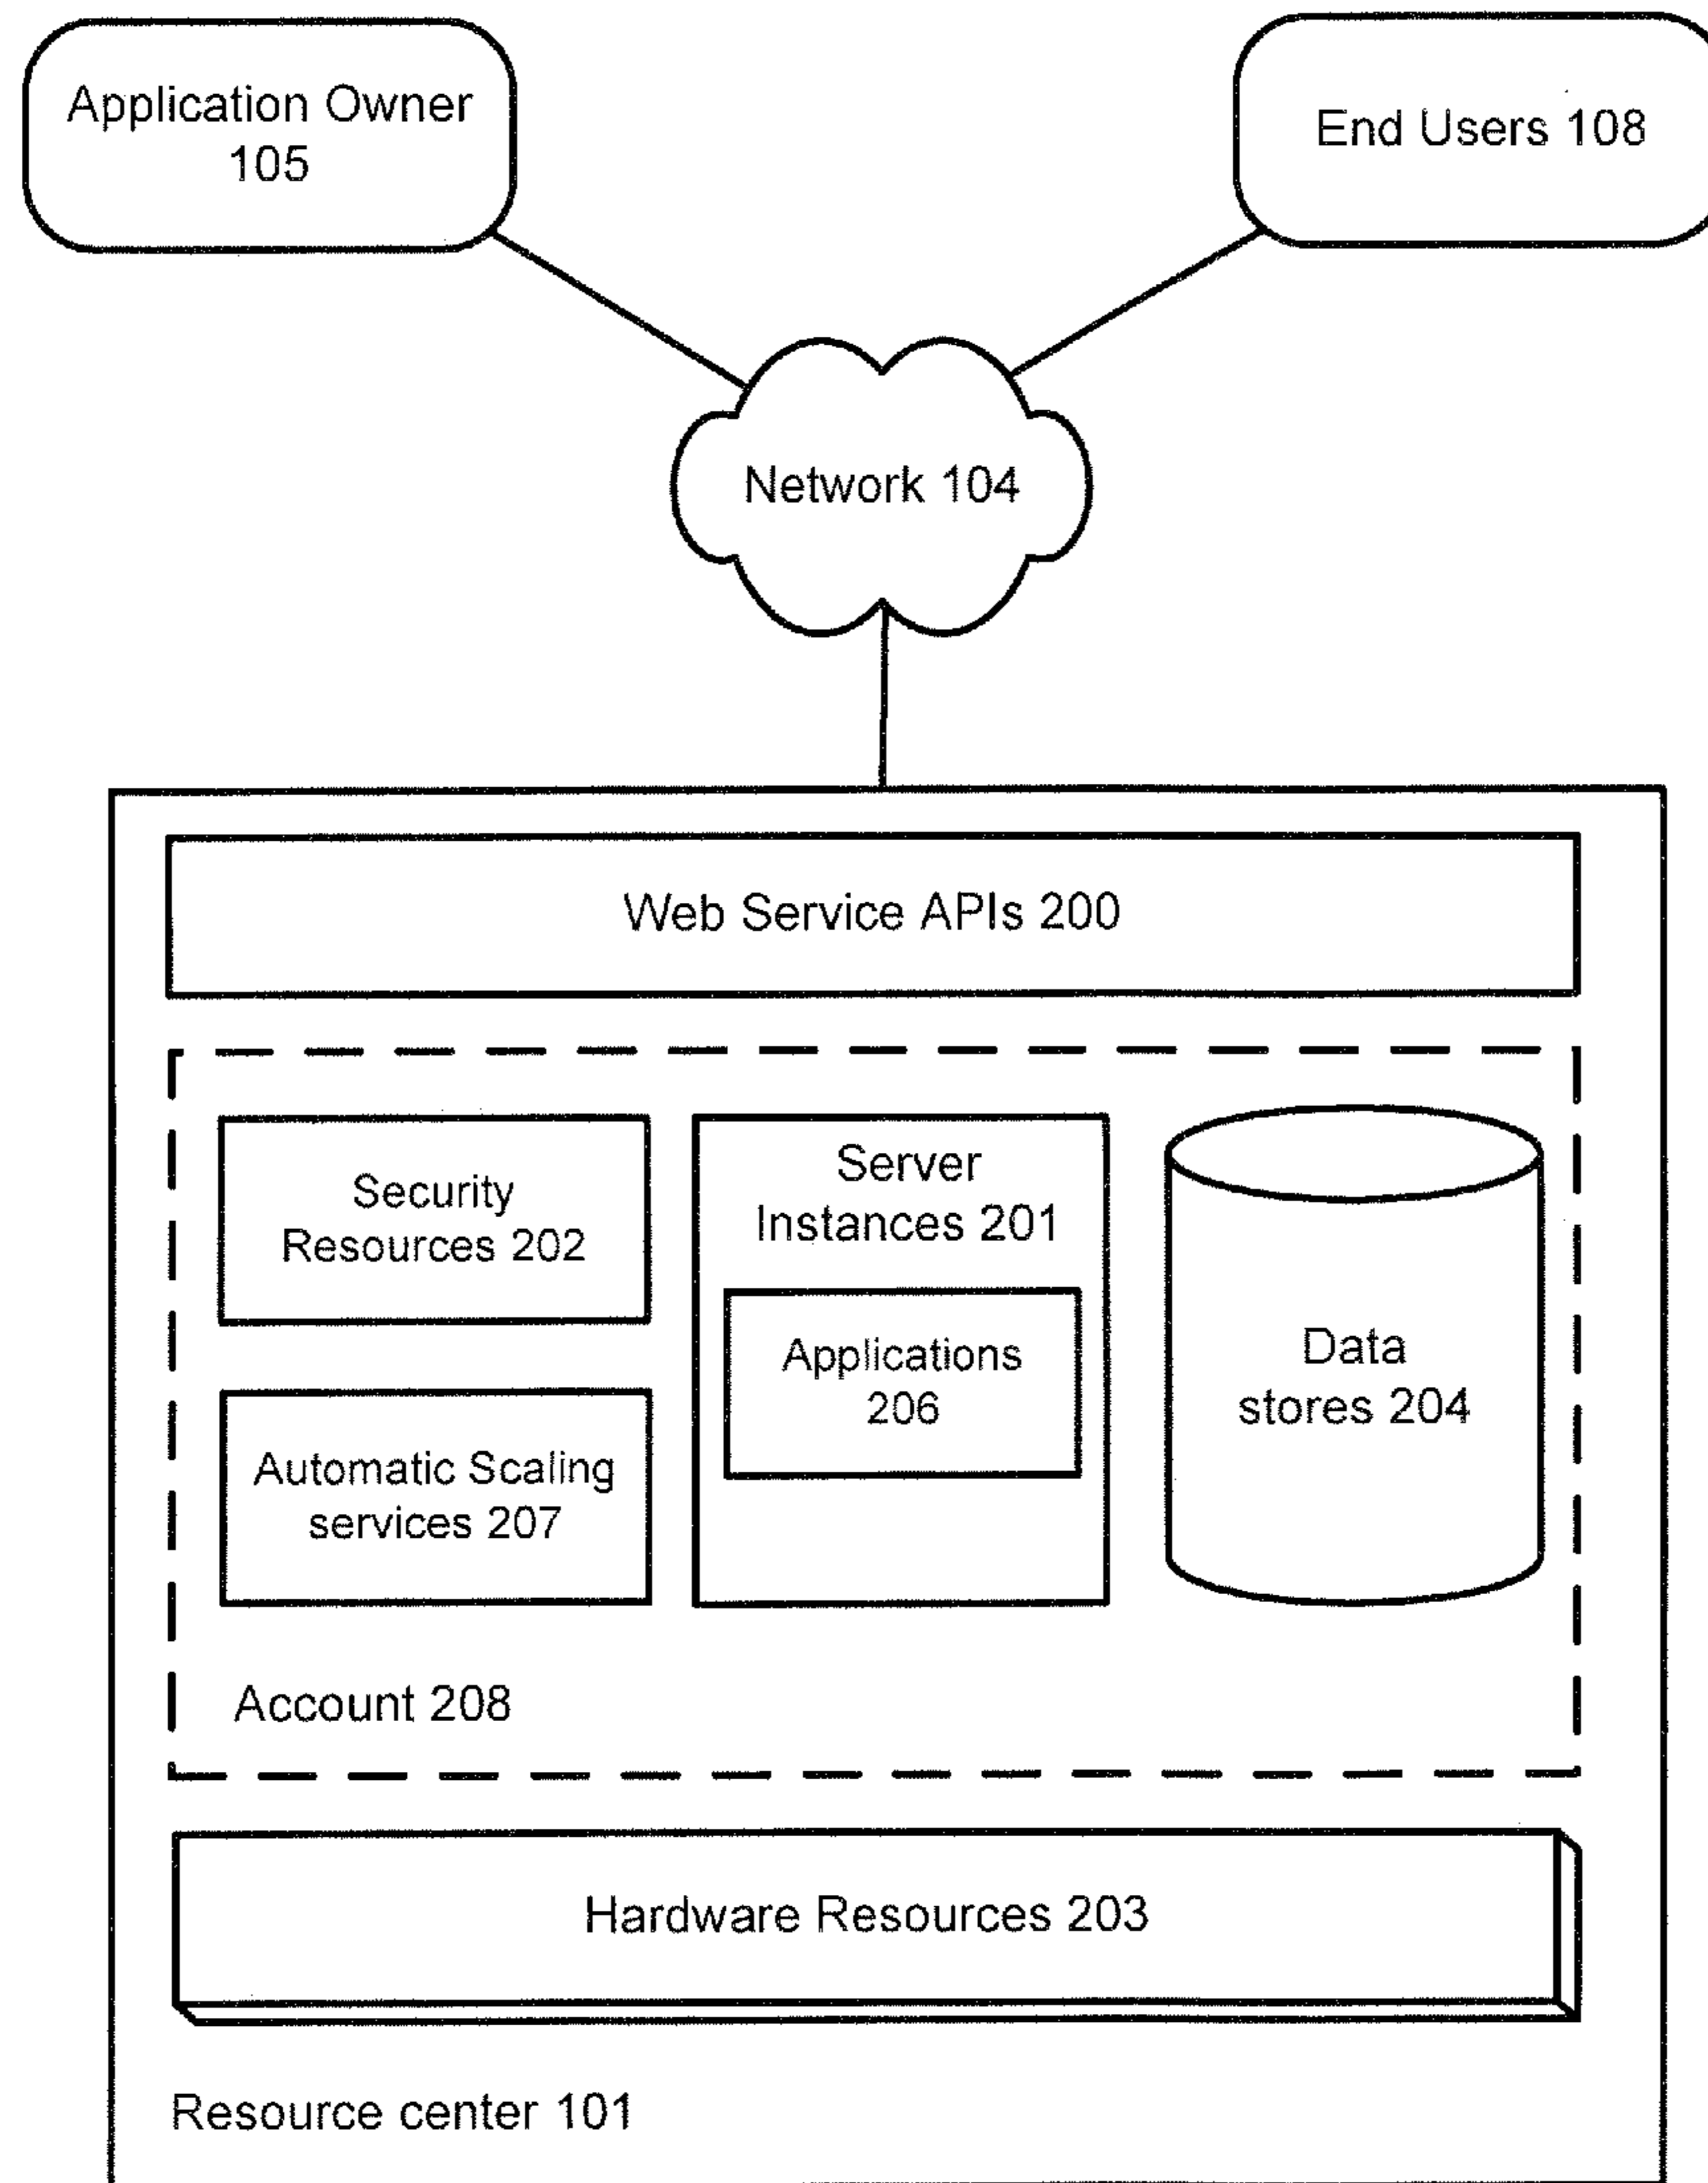 Application Owner
105
End Users 108
Network 104
Web Service APIs 200
Security
Resources 202
Server
Instances 201
Applications
206
Data
stores 204
Automatic Scaling
services 207
Account 208
Hardware Resources 203
Resource center 101